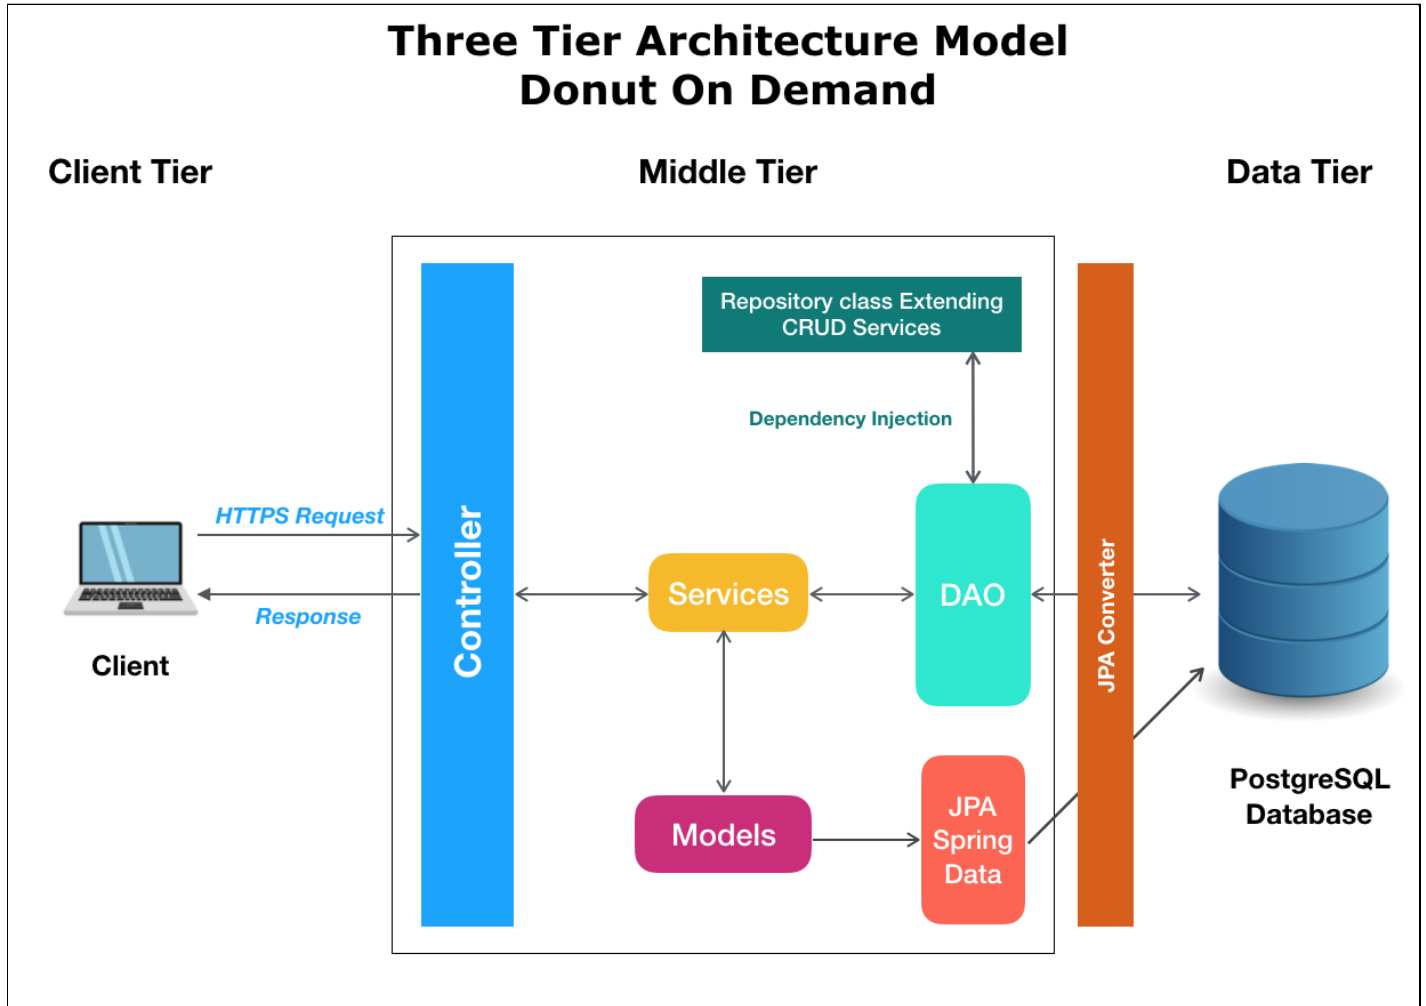 Three Tier Architecture Model
Donut On Demand
Client Tier
Middle Tier
Data Tier
Repository class Extending
CRUD Services
Dependency Injection
HTTPS Request
Response
Client
Controller
Services
DAO
JPA Converter
Models
JPA
Spring
Data
PostgreSQL
Database